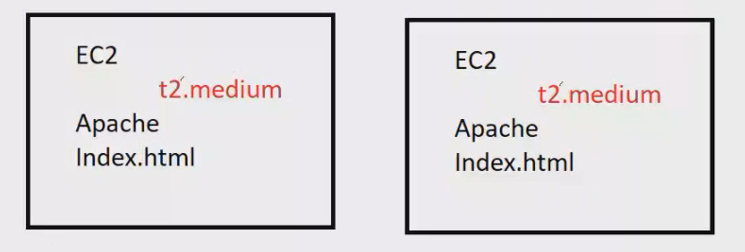 EC2
t2.medium
Apache
Index.html
EC2
t2.medium
Apache
Index.html